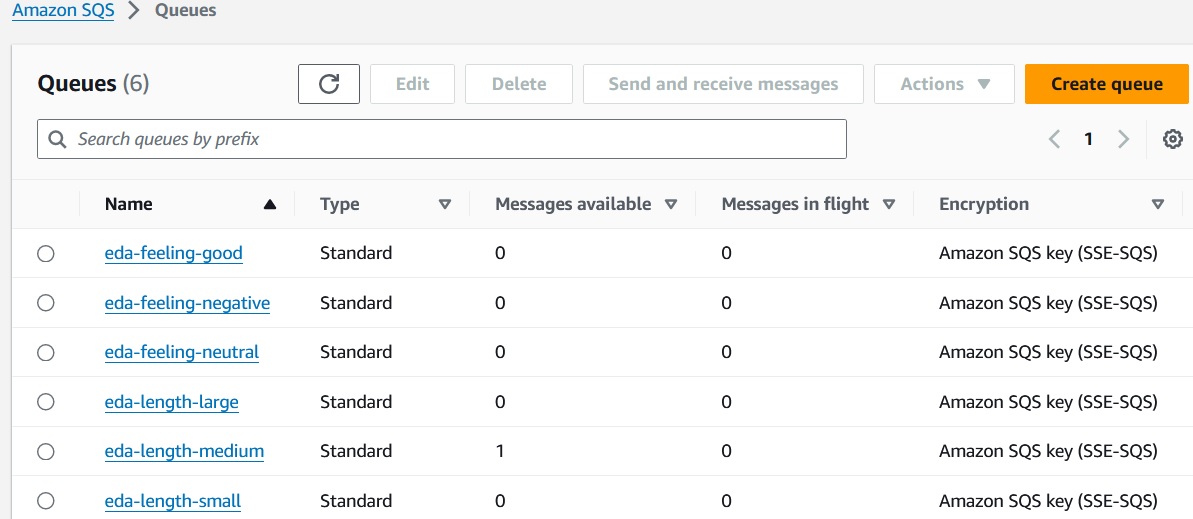 Amazon SQS > Queues
Queues (6) Edit Delete Send and receive messages Actions Create queue
Search queues by prefix 1
Name Type Messages available Messages in flight Encryption
eda-feeling-good Standard 0 0 Amazon SQS key (SSE-SQS)
eda-feeling-negative Standard 0 0 Amazon SQS key (SSE-SQS)
eda-feeling-neutral Standard 0 0 Amazon SQS key (SSE-SQS)
eda-length-large Standard 0 0 Amazon SQS key (SSE-SQS)
eda-length-medium Standard 1 0 Amazon SQS key (SSE-SQS)
eda-length-small Standard 0 0 Amazon SQS key (SSE-SQS)